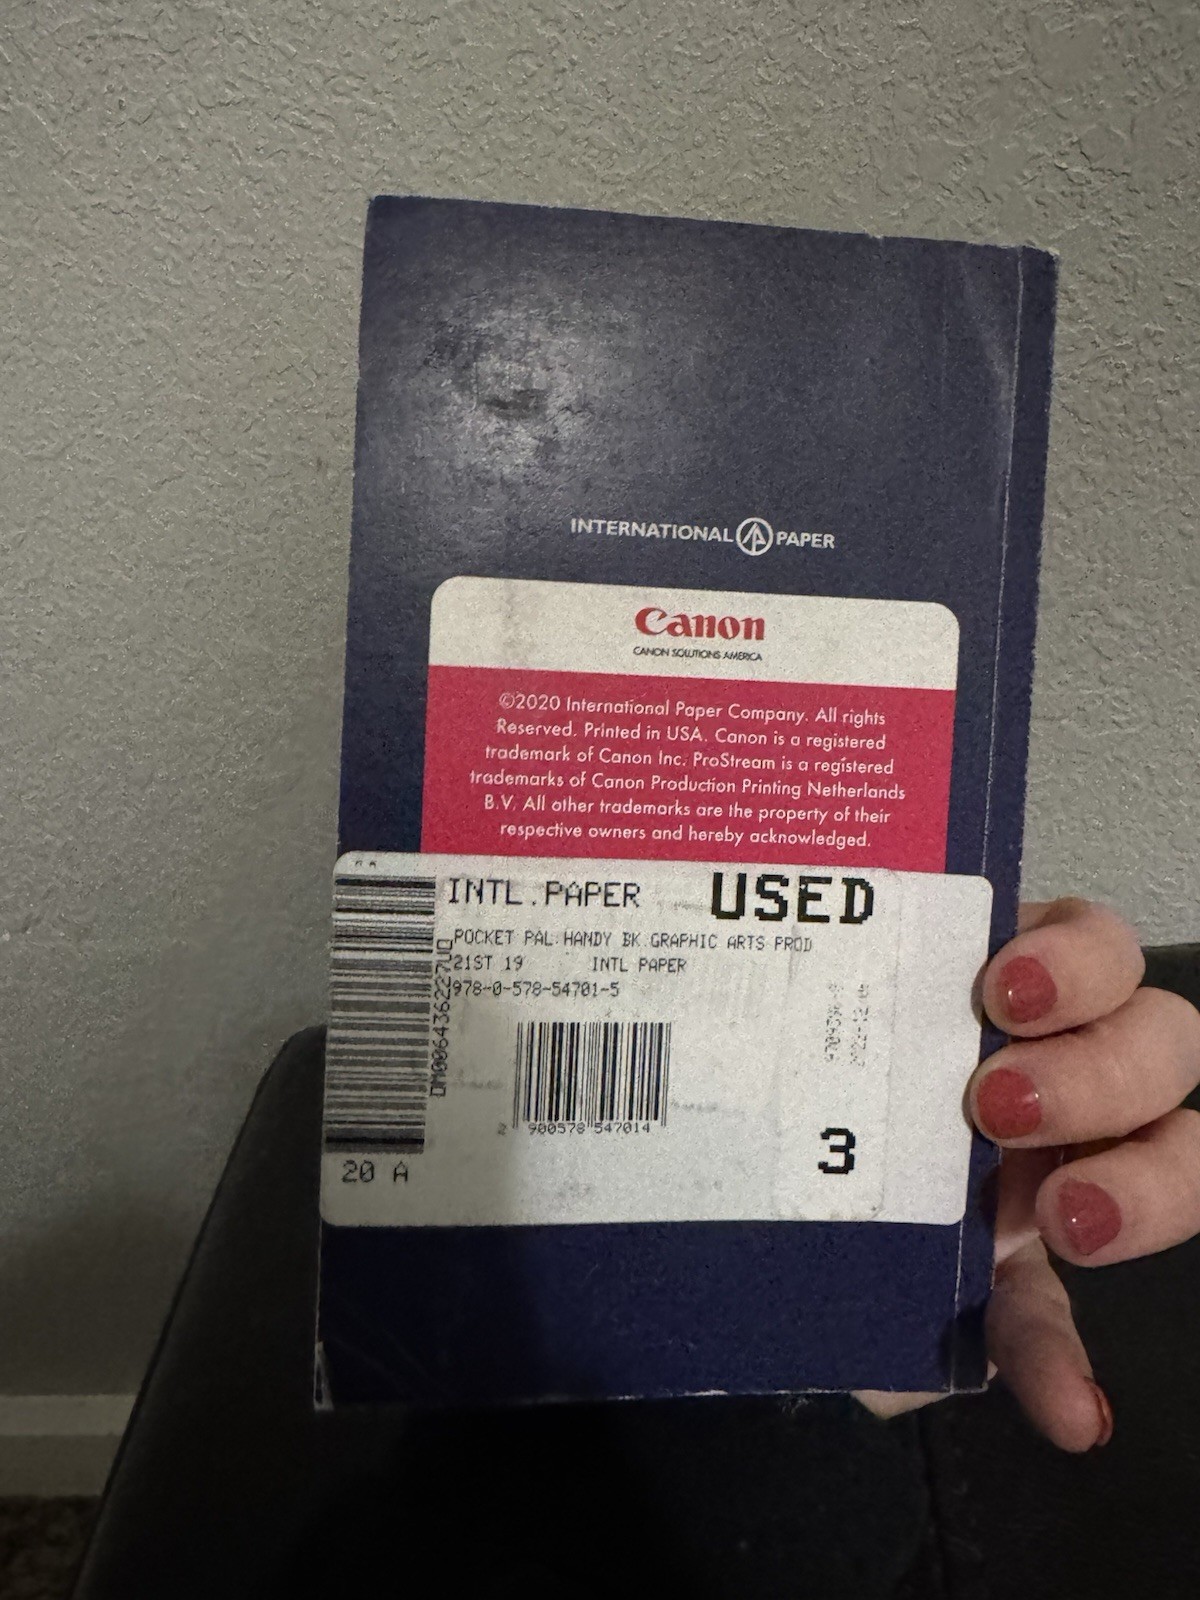 INTERNATIONAL PAPER
Canon
CANON SOLUTIONS AMERICA
©2020 International Paper Company. All rights
Reserved. Printed in USA. Canon is a registered
trademark of Canon Inc. ProStream is a registered
trademarks of Canon Production Printing Netherlands
B.V. All other trademarks are the property of their
respective owners and hereby acknowledged.
INTL.PAPER USED
POCKET PAL:HANDY BK.GRAPHIC ARTS PROD
21ST 19 INTL PAPER
978-0-578-54701-5
2 900578 547014
3
20 A